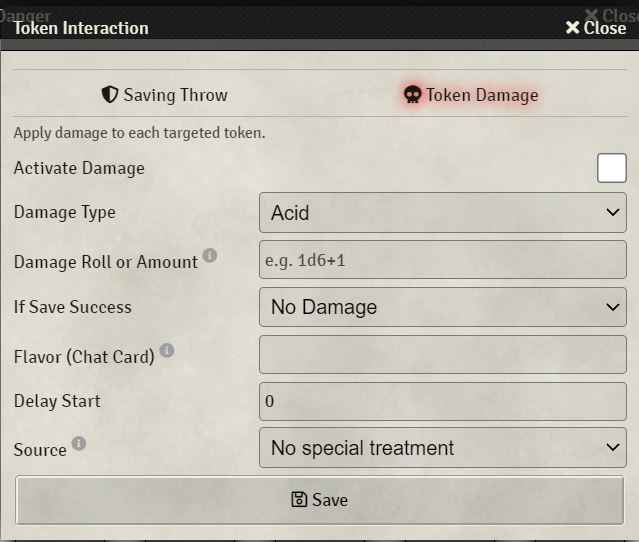 Danger
Close
Token Interaction
Close
Saving Throw
Token Damage
Apply damage to each targeted token.
Activate Damage
Damage Type
Acid
Damage Roll or Amount
e.g. 1d6+1
If Save Success
No Damage
Flavor (Chat Card)
Delay Start
0
Source
No special treatment
Save